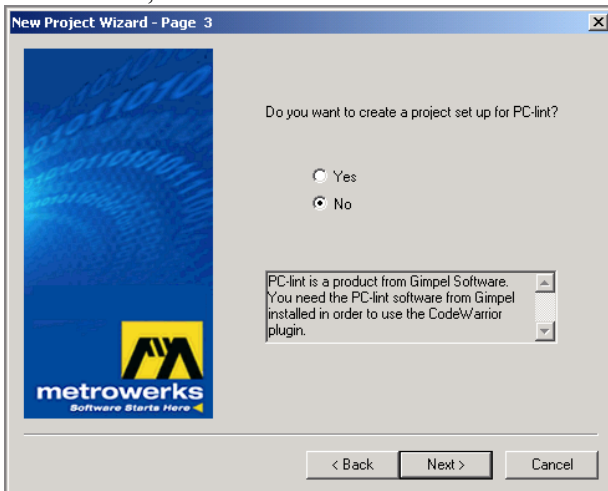 New Project Wizard - Page 3
Do you want to create a project set up for PC-lint?
Yes
No
PC-lint is a product from Gimpel Software.
You need the PC-lint software from Gimpel
installed in order to use the CodeWarrior
plugin.
metrowerks
Software Starts Here
< Back
Next >
Cancel